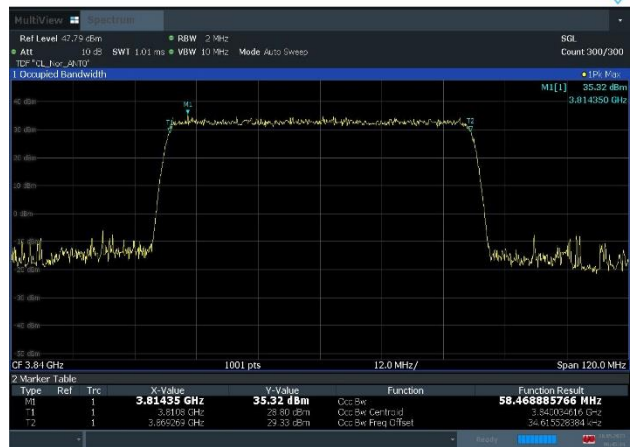 MultiView Spectrum
Ref Level 47.79 dBm RBW 2 MHz SGL
Att 10 dB SWT 1.01 ms VBW 10 MHz Mode Auto Sweep Count 300/300
TDF "CL_Nor_ANT0"
1 Occupied Bandwidth 1Pk Max
M1[1] 35.32 dBm
3.814350 GHz
40 dBm
M1
30 dBm
T1 T2
20 dBm
10 dBm
0 dBm
-10 dBm
-20 dBm
-30 dBm
-40 dBm
-50 dBm
CF 3.84 GHz 1001 pts 12.0 MHz/ Span 120.0 MHz
2 Marker Table
Type Ref Trc X-Value Y-Value Function Function Result
M1 1 3.81435 GHz 35.32 dBm Occ Bw 58.468885766 MHz
T1 1 3.8108 GHz 28.80 dBm Occ Bw Centroid 3.840034616 GHz
T2 1 3.869269 GHz 29.33 dBm Occ Bw Freq Offset 34.615528384 kHz
Ready